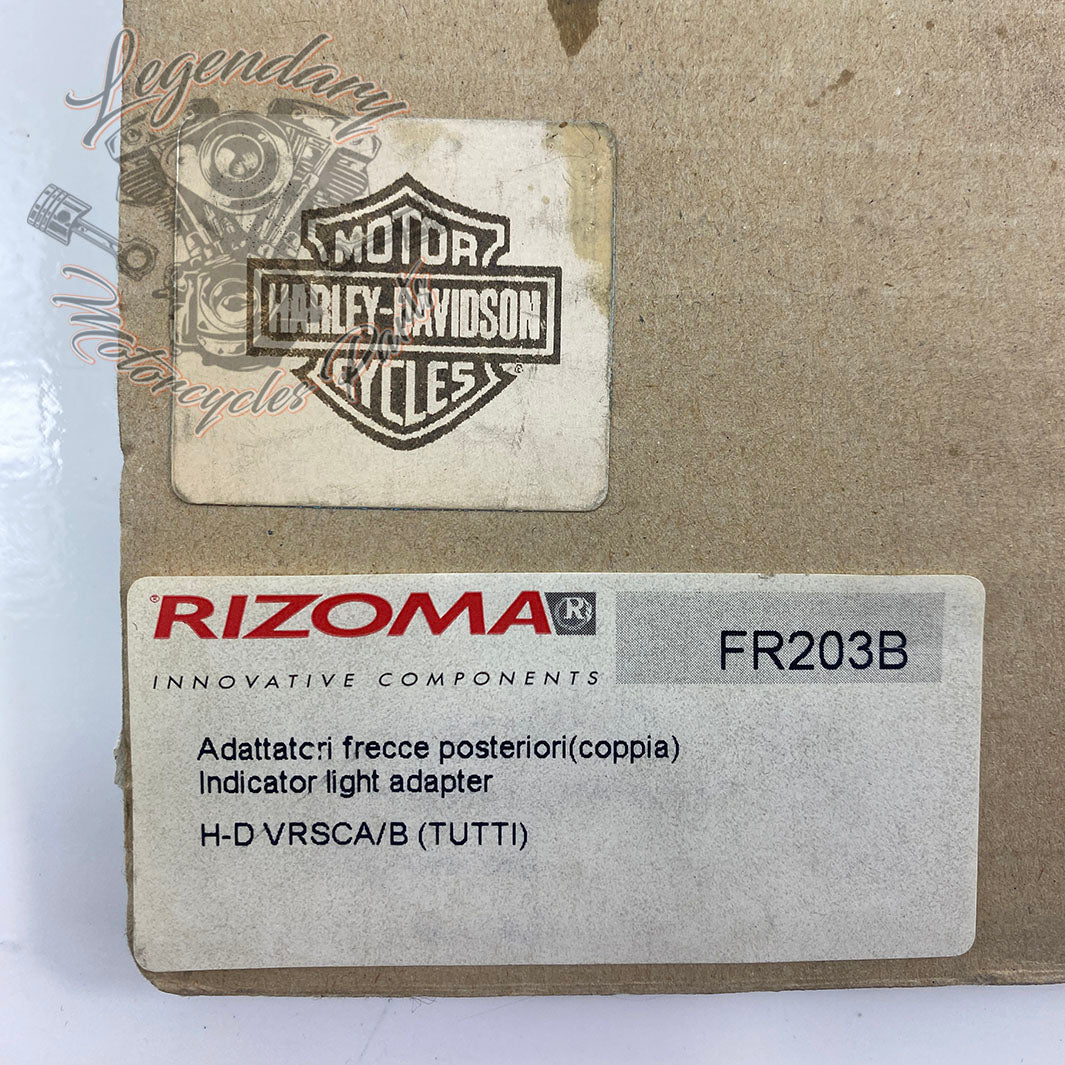 Legendary
Motorcycles Parts
MOTOR
HARLEY-DAVIDSON
CYCLES
®
®RIZOMA R
FR203B
INNOVATIVE COMPONENTS
Adattatori frecce posteriori(coppia)
Indicator light adapter
H-D VRSCA/B (TUTTI)